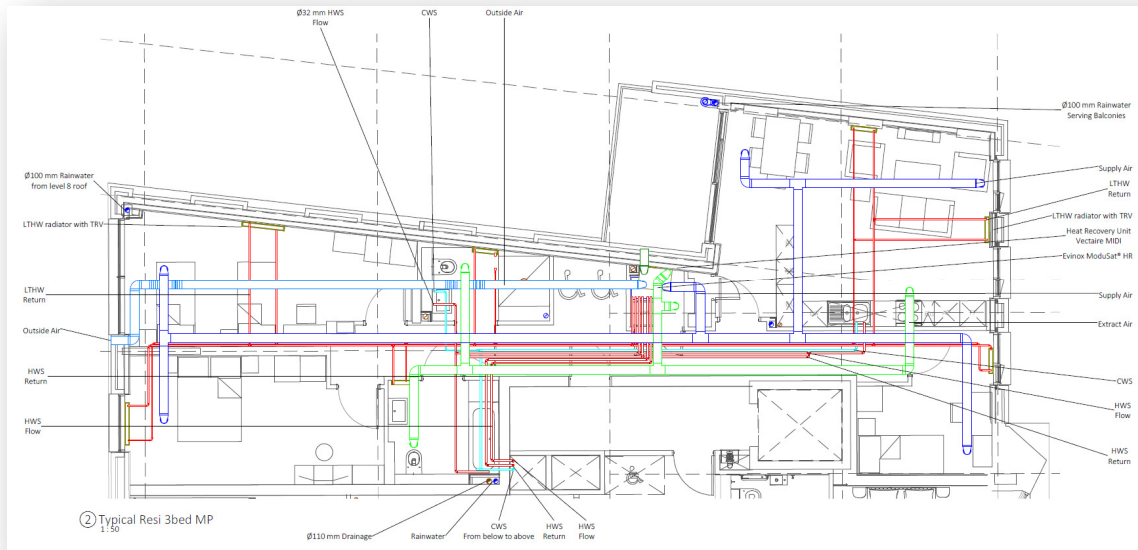 Ø32 mm HWS
Flow
CWS
Outside Air
Ø100 mm Rainwater
Serving Balconies
Ø100 mm Rainwater
from level 8 roof
Supply Air
LTHW
Return
LTHW radiator with TRV
LTHW radiator with TRV
Heat Recovery Unit
Vectaire MIDI
Evinox ModuSat® HR
LTHW
Return
Supply Air
Outside Air
Extract Air
HWS
Return
CWS
HWS
Flow
HWS
Flow
HWS
Return
2 Typical Resi 3bed MP
1 : 50
Ø110 mm Drainage
Rainwater
CWS
From below to above
HWS
Return
HWS
Flow